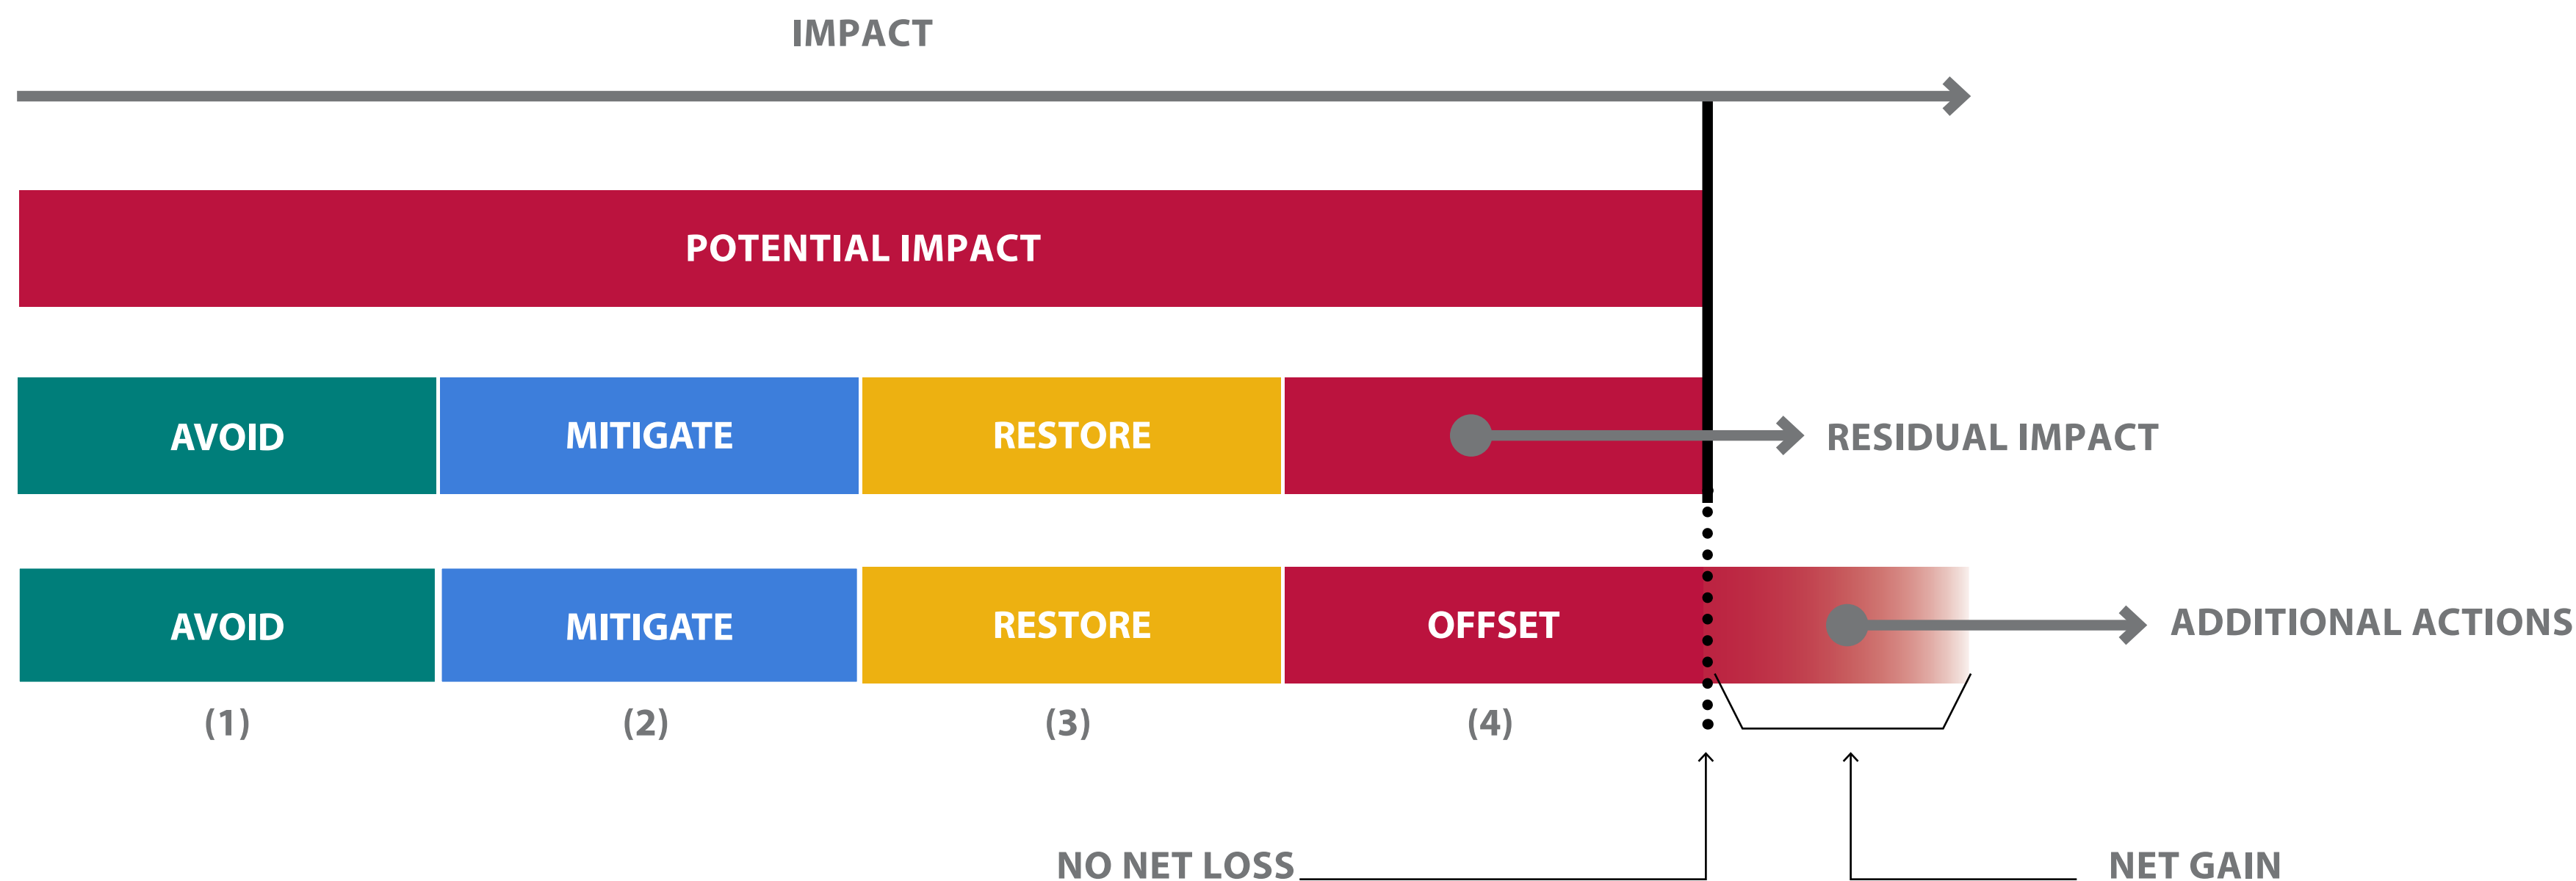 IMPACT
POTENTIAL IMPACT
AVOID
MITIGATE
RESTORE
RESIDUAL IMPACT
AVOID
MITIGATE
RESTORE
OFFSET
ADDITIONAL ACTIONS
(1)
(2)
(3)
(4)
NO NET LOSS
NET GAIN